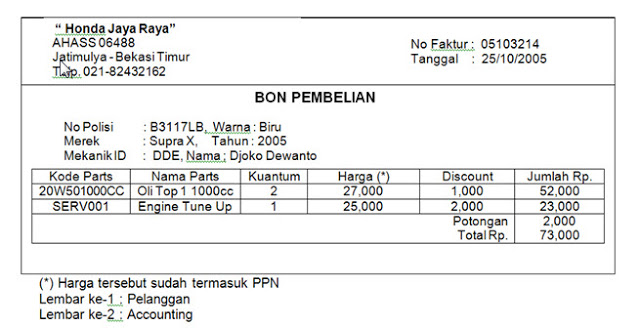 “ Honda Jaya Raya”
AHASS 06488
Jatimulya - Bekasi Timur
Telp. 021-82432162
No Faktur : 05103214
Tanggal : 25/10/2005
BON PEMBELIAN
No Polisi : B3117LB, Warna : Biru
Merek : Supra X, Tahun : 2005
Mekanik ID : DDE, Nama ; Djoko Dewanto
Kode Parts Nama Parts Kuantum Harga (*) Discount Jumlah Rp.
20W501000CC Oli Top 1 1000cc 2 27,000 1,000 52,000
SERV001 Engine Tune Up 1 25,000 2,000 23,000
Potongan 2,000
Total Rp. 73,000
(*) Harga tersebut sudah termasuk PPN
Lembar ke-1 : Pelanggan
Lembar ke-2 : Accounting